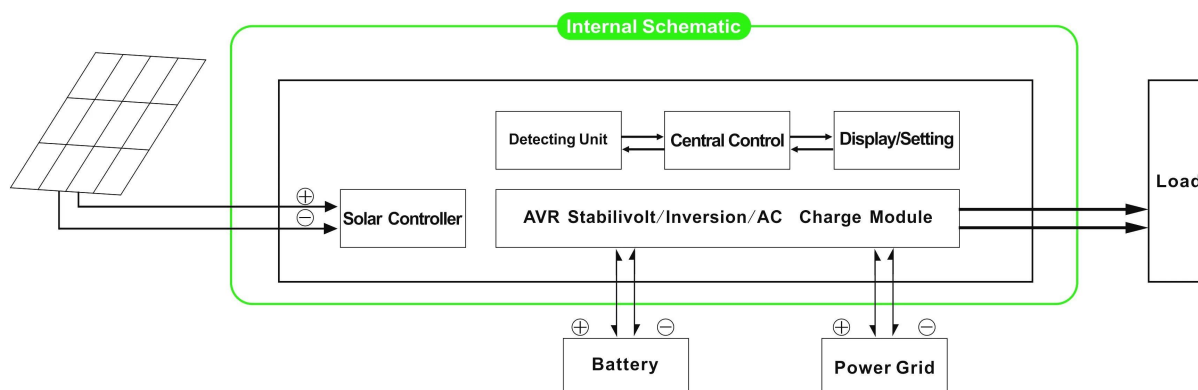 Internal Schematic
Detecting Unit
Central Control
Display/Setting
Load
+
−
Solar Controller
AVR Stabilivolt/Inversion/AC Charge Module
+
−
+
−
Battery
Power Grid